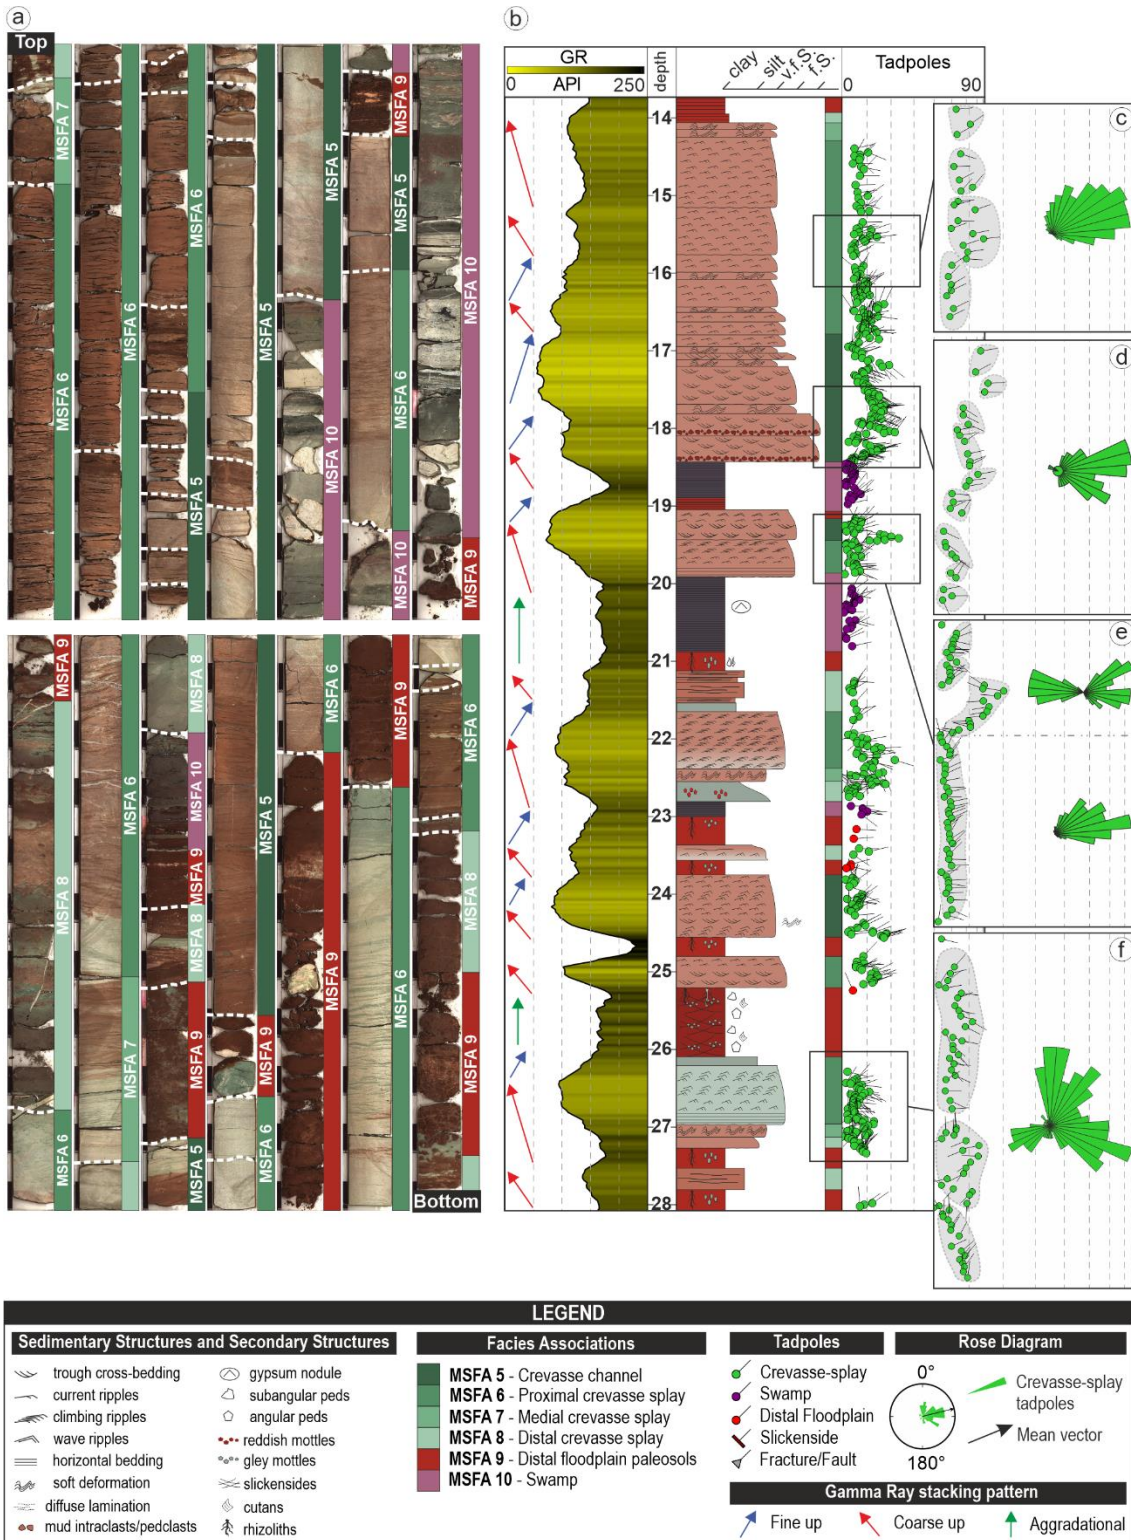 a
Top
MSFA 7
MSFA 6
MSFA 6
MSFA 6
MSFA 5
MSFA 5
MSFA 5
MSFA 10
MSFA 9
MSFA 5
MSFA 6
MSFA 10
MSFA 10
MSFA 9
MSFA 9
MSFA 8
MSFA 6
MSFA 6
MSFA 7
MSFA 8
MSFA 10
MSFA 9
MSFA 8
MSFA 9
MSFA 5
MSFA 5
MSFA 9
MSFA 6
MSFA 6
MSFA 9
MSFA 9
MSFA 6
MSFA 6
MSFA 8
MSFA 9
Bottom
b
GR
0 API 250
depth
clay
silt
v.f.S.
f.S.
Tadpoles
0 90
14
15
16
17
18
19
20
21
22
23
24
25
26
27
28
c
d
e
f
LEGEND
Sedimentary Structures and Secondary Structures
trough cross-bedding
current ripples
climbing ripples
wave ripples
horizontal bedding
soft deformation
diffuse lamination
mud intraclasts/pedclasts
gypsum nodule
subangular peds
angular peds
reddish mottles
gley mottles
slickensides
cutans
rhizoliths
Facies Associations
MSFA 5 - Crevasse channel
MSFA 6 - Proximal crevasse splay
MSFA 7 - Medial crevasse splay
MSFA 8 - Distal crevasse splay
MSFA 9 - Distal floodplain paleosols
MSFA 10 - Swamp
Tadpoles
Crevasse-splay
Swamp
Distal Floodplain
Slickenside
Fracture/Fault
Rose Diagram
0°
180°
Crevasse-splay
tadpoles
Mean vector
Gamma Ray stacking pattern
Fine up
Coarse up
Aggradational